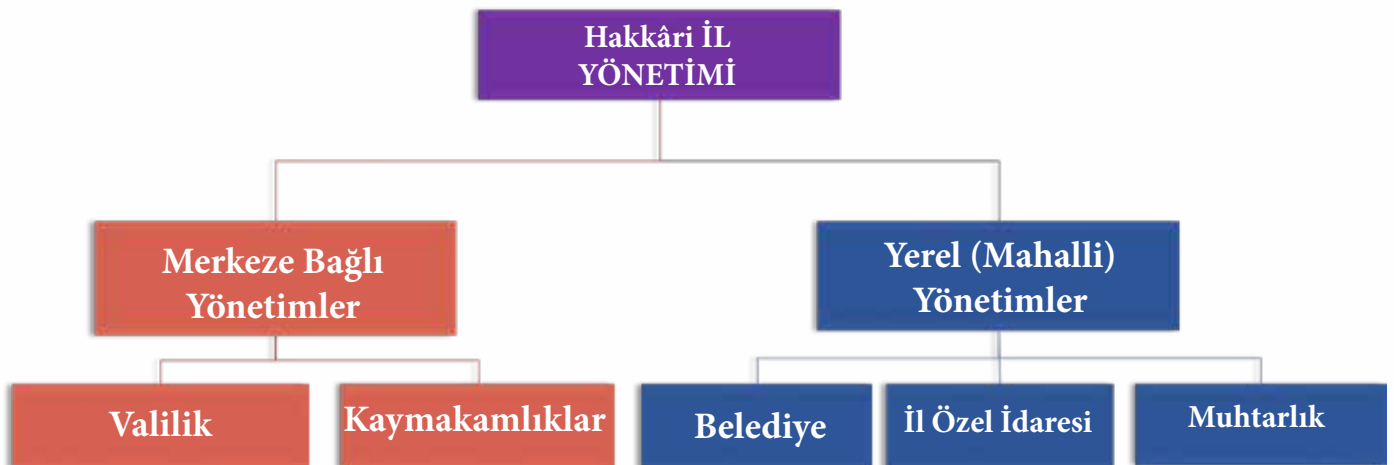 Hakkâri İL
YÖNETİMİ
Merkeze Bağlı
Yönetimler
Yerel (Mahalli)
Yönetimler
Valilik
Kaymakamlıklar
Belediye
İl Özel İdaresi
Muhtarlık